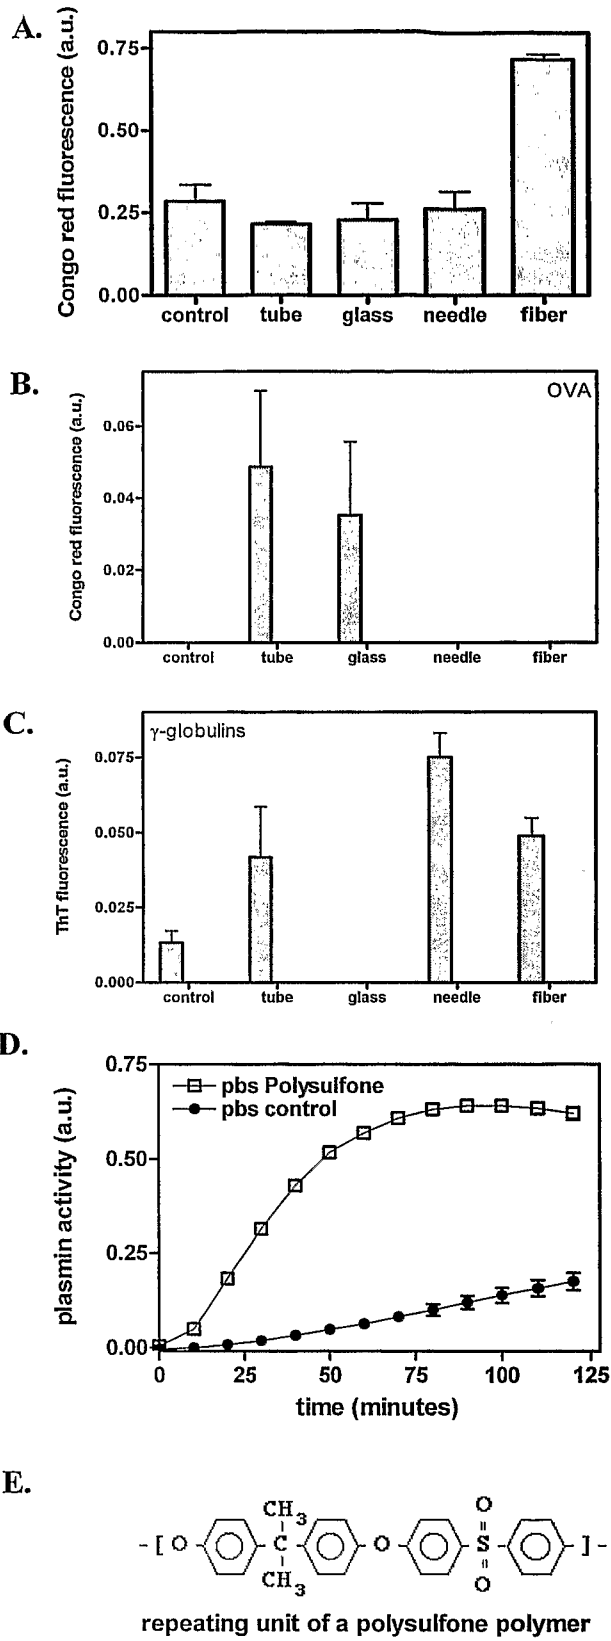 A.
Congo red fluorescence (a.u.)
0.75
0.50
0.25
0.00
control tube glass needle fiber
B.
OVA
Congo red fluorescence (a.u.)
0.06
0.04
0.02
0.00
control tube glass needle fiber
C.
γ-globulins
ThT fluorescence (a.u.)
0.075
0.050
0.025
0.000
control tube glass needle fiber
D.
plasmin activity (a.u.)
0.75
0.50
0.25
0.00
pbs Polysulfone
pbs control
0 25 50 75 100 125
time (minutes)
E.
CH3 O
-[ O C O S ]-
CH3 O
repeating unit of a polysulfone polymer